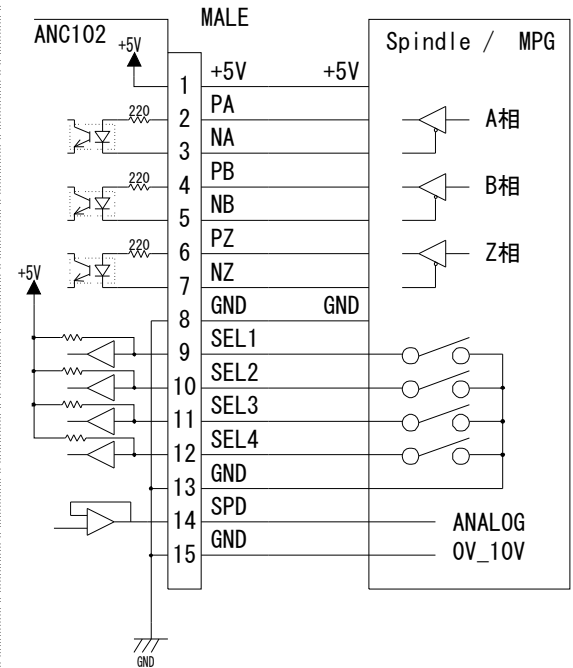 MALE
ANC102
+5V
Spindle / MPG
1 +5V +5V
2 PA
220
A相
3 NA
4 PB
220
B相
5 NB
6 PZ
220
Z相
7 NZ
+5V
8 GND GND
9 SEL1
10 SEL2
11 SEL3
12 SEL4
13 GND
14 SPD
ANALOG
15 GND
0V_10V
GND